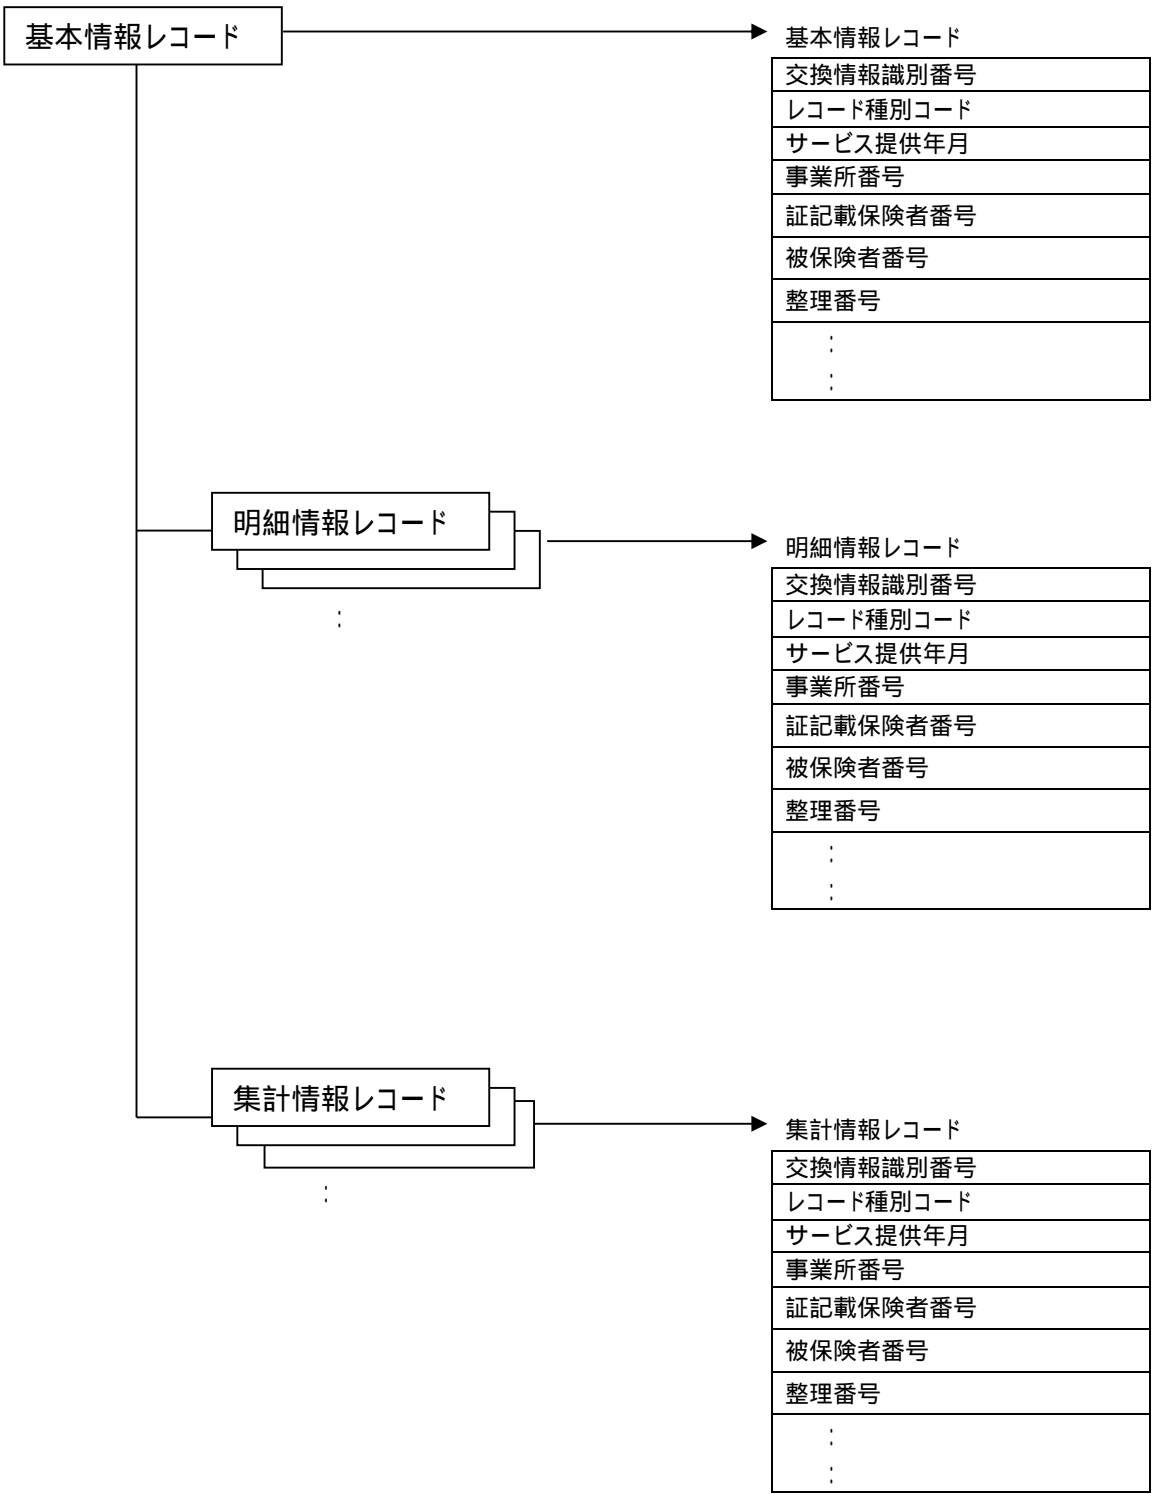 基本情報レコード
基本情報レコード
交換情報識別番号
レコード種別コード
サービス提供年月
事業所番号
証記載保険者番号
被保険者番号
整理番号
:
:
明細情報レコード
:
明細情報レコード
交換情報識別番号
レコード種別コード
サービス提供年月
事業所番号
証記載保険者番号
被保険者番号
整理番号
:
:
集計情報レコード
:
集計情報レコード
交換情報識別番号
レコード種別コード
サービス提供年月
事業所番号
証記載保険者番号
被保険者番号
整理番号
:
: